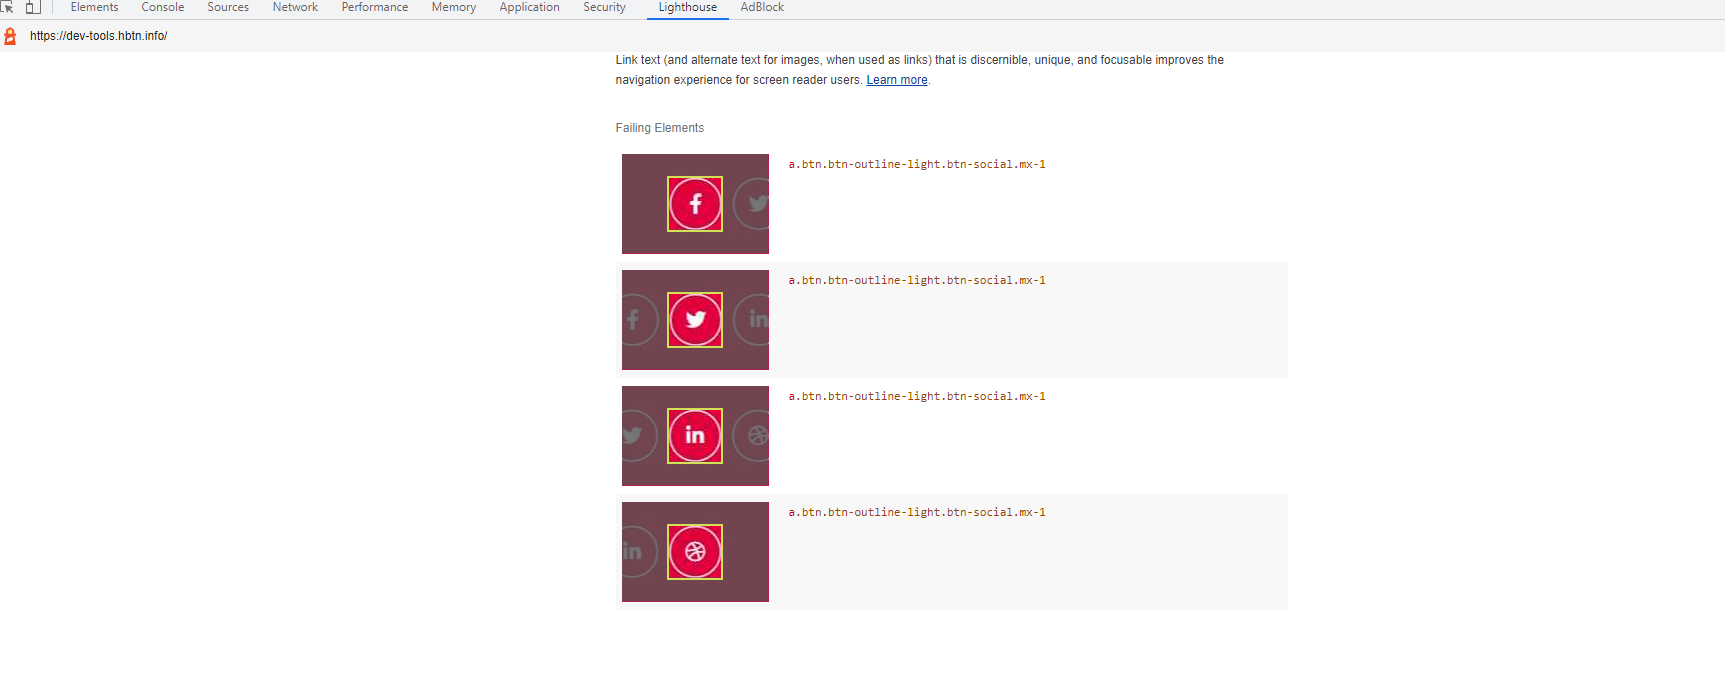 Elements Console Sources Network Performance Memory Application Security Lighthouse AdBlock
https://dev-tools.hbtn.info/
Link text (and alternate text for images, when used as links) that is discernible, unique, and focusable improves the
navigation experience for screen reader users. Learn more.
Failing Elements
a.btn.btn-outline-light.btn-social.mx-1
f
a.btn.btn-outline-light.btn-social.mx-1
f in
a.btn.btn-outline-light.btn-social.mx-1
in
a.btn.btn-outline-light.btn-social.mx-1
in